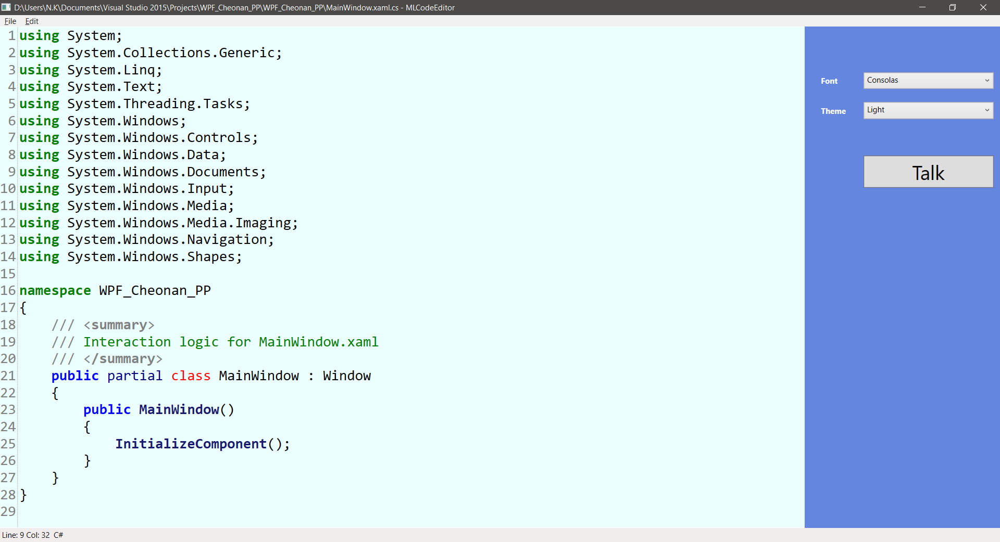 D:\Users\N.K\Documents\Visual Studio 2015\Projects\WPF_Cheonan_PP\WPF_Cheonan_PP\MainWindow.xaml.cs - MLCodeEditor
File Edit
1 using System;
2 using System.Collections.Generic;
3 using System.Linq;
4 using System.Text;
5 using System.Threading.Tasks;
6 using System.Windows;
7 using System.Windows.Controls;
8 using System.Windows.Data;
9 using System.Windows.Documents;
10 using System.Windows.Input;
11 using System.Windows.Media;
12 using System.Windows.Media.Imaging;
13 using System.Windows.Navigation;
14 using System.Windows.Shapes;
15
16 namespace WPF_Cheonan_PP
17 {
18     /// <summary>
19     /// Interaction logic for MainWindow.xaml
20     /// </summary>
21     public partial class MainWindow : Window
22     {
23         public MainWindow()
24         {
25             InitializeComponent();
26         }
27     }
28 }
29
Font Consolas
Theme Light
Talk
Line: 9 Col: 32 C#